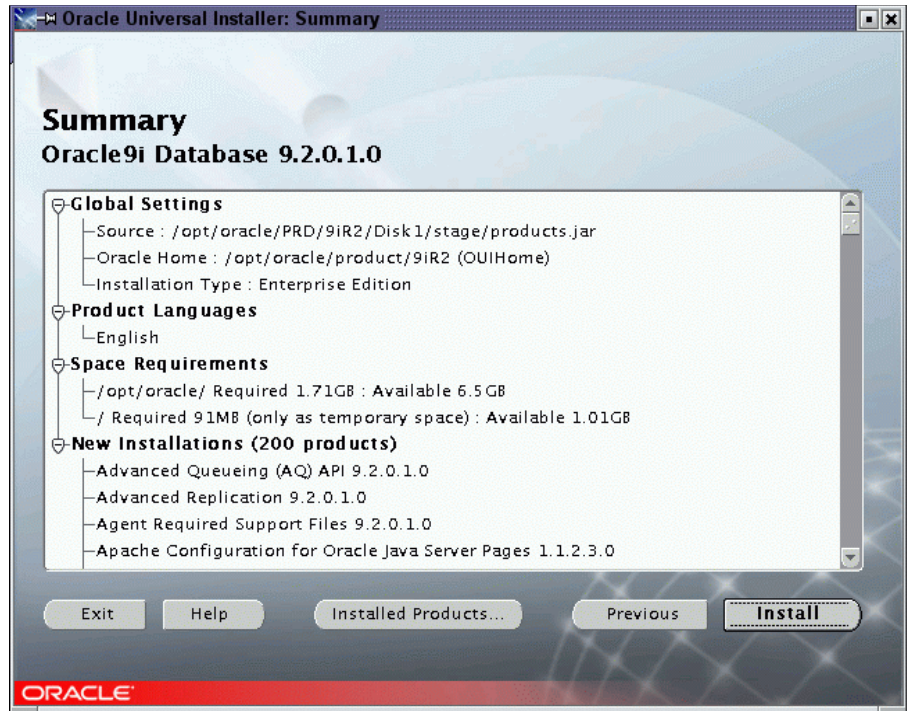 Oracle Universal Installer: Summary
Summary
Oracle9i Database 9.2.0.1.0
Global Settings
Source : /opt/oracle/PRD/9iR2/Disk1/stage/products.jar
Oracle Home : /opt/oracle/product/9iR2 (OUIHome)
Installation Type : Enterprise Edition
Product Languages
English
Space Requirements
/opt/oracle/ Required 1.71GB : Available 6.5GB
/ Required 91MB (only as temporary space) : Available 1.01GB
New Installations (200 products)
Advanced Queueing (AQ) API 9.2.0.1.0
Advanced Replication 9.2.0.1.0
Agent Required Support Files 9.2.0.1.0
Apache Configuration for Oracle Java Server Pages 1.1.2.3.0
Exit Help Installed Products... Previous Install
ORACLE